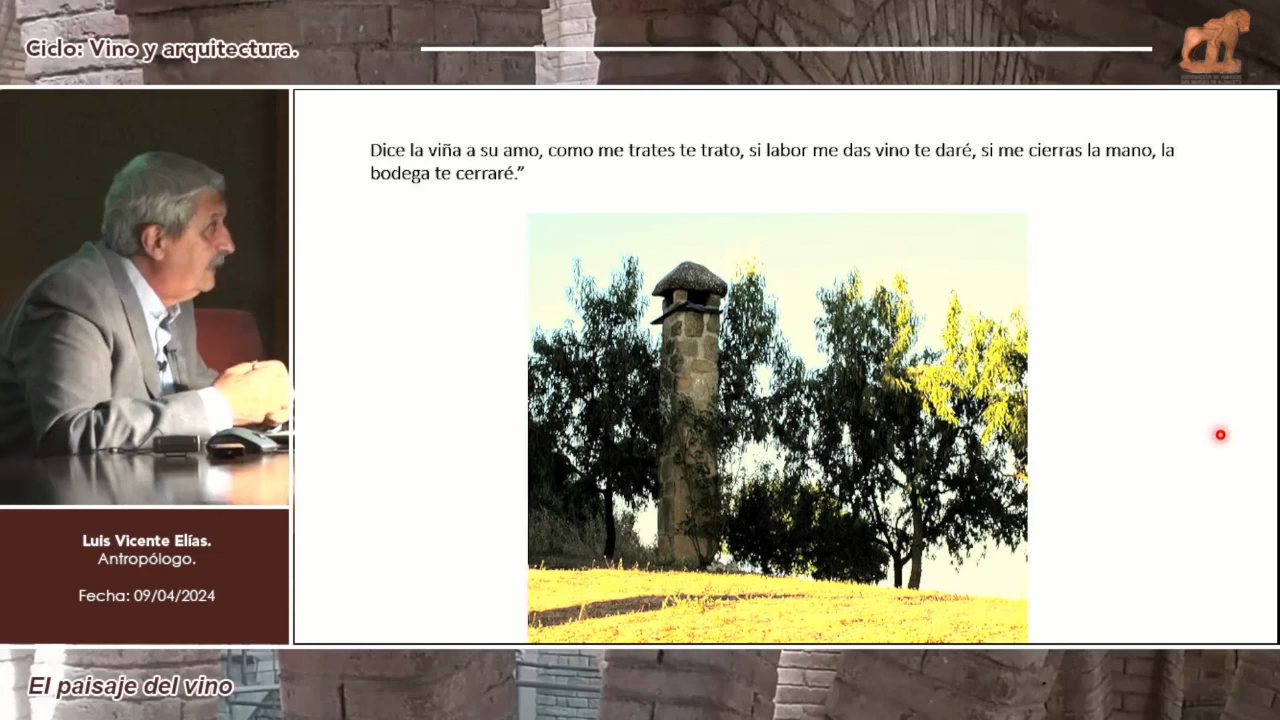 Ciclo: Vino y arquitectura.
Dice la viña a su amo, como me trates te trato, si labor me das vino te daré, si me cierras la mano, la
bodega te cerraré.”
Luis Vicente Elías.
Antropólogo.
Fecha: 09/04/2024
El paisaje del vino